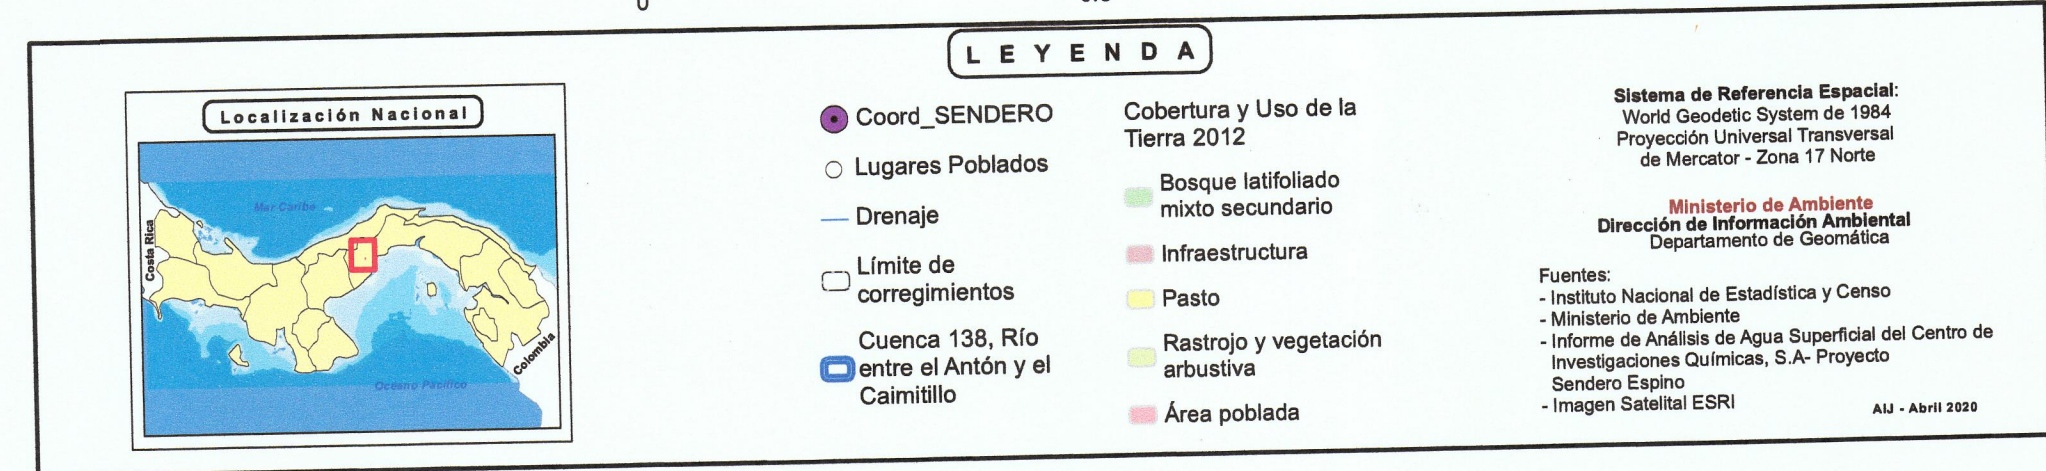 L E Y E N D A
Localización Nacional
Mar Caribe
Costa Rica
Colombia
Océano Pacífico
Coord_SENDERO
Lugares Poblados
Drenaje
Límite de
corregimientos
Cuenca 138, Río
entre el Antón y el
Caimitillo
Cobertura y Uso de la
Tierra 2012
Bosque latifoliado
mixto secundario
Infraestructura
Pasto
Rastrojo y vegetación
arbustiva
Área poblada
Sistema de Referencia Espacial:
World Geodetic System de 1984
Proyección Universal Transversal
de Mercator - Zona 17 Norte
Ministerio de Ambiente
Dirección de Información Ambiental
Departamento de Geomática
Fuentes:
- Instituto Nacional de Estadística y Censo
- Ministerio de Ambiente
- Informe de Análisis de Agua Superficial del Centro de
Investigaciones Químicas, S.A- Proyecto
Sendero Espino
- Imagen Satelital ESRI
AIJ - Abril 2020